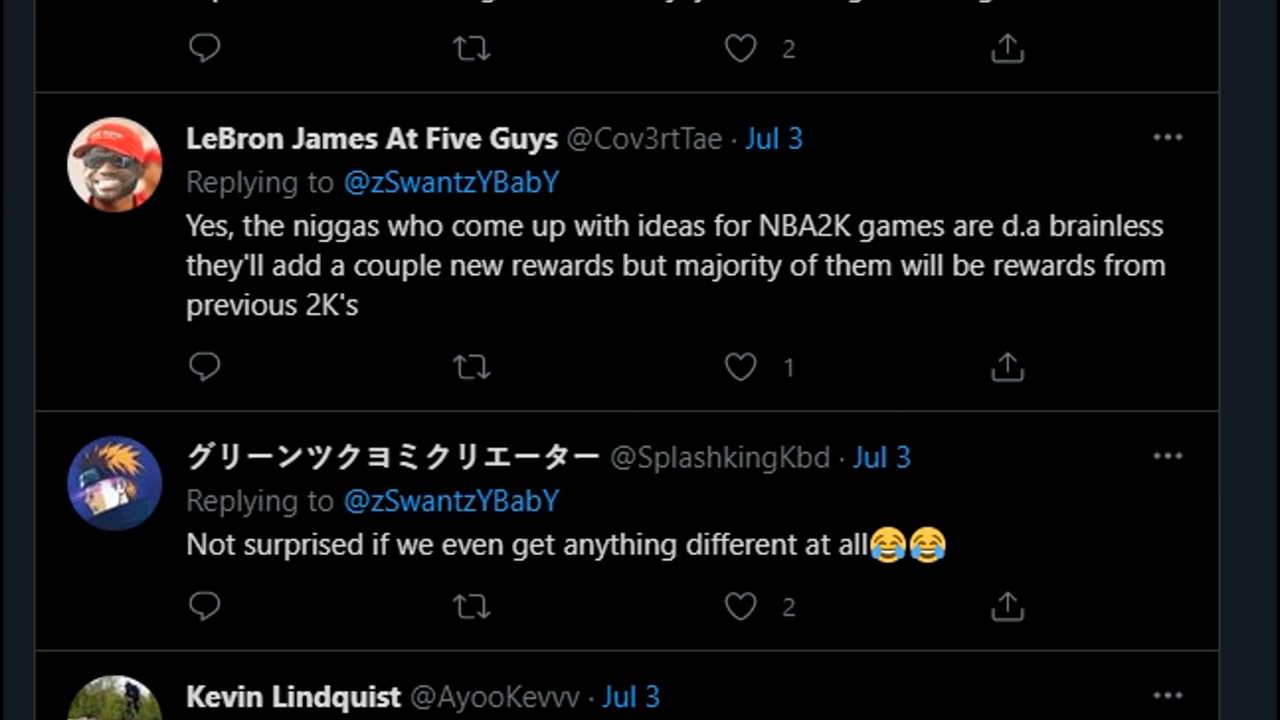 2
LeBron James At Five Guys @Cov3rtTae · Jul 3
Replying to @zSwantzYBabY
Yes, the niggas who come up with ideas for NBA2K games are d.a brainless
they'll add a couple new rewards but majority of them will be rewards from
previous 2K's
1
グリーンツクヨミクリエーター @SplashkingKbd · Jul 3
Replying to @zSwantzYBabY
Not surprised if we even get anything different at all😂😂
2
Kevin Lindquist @AyooKevvv · Jul 3